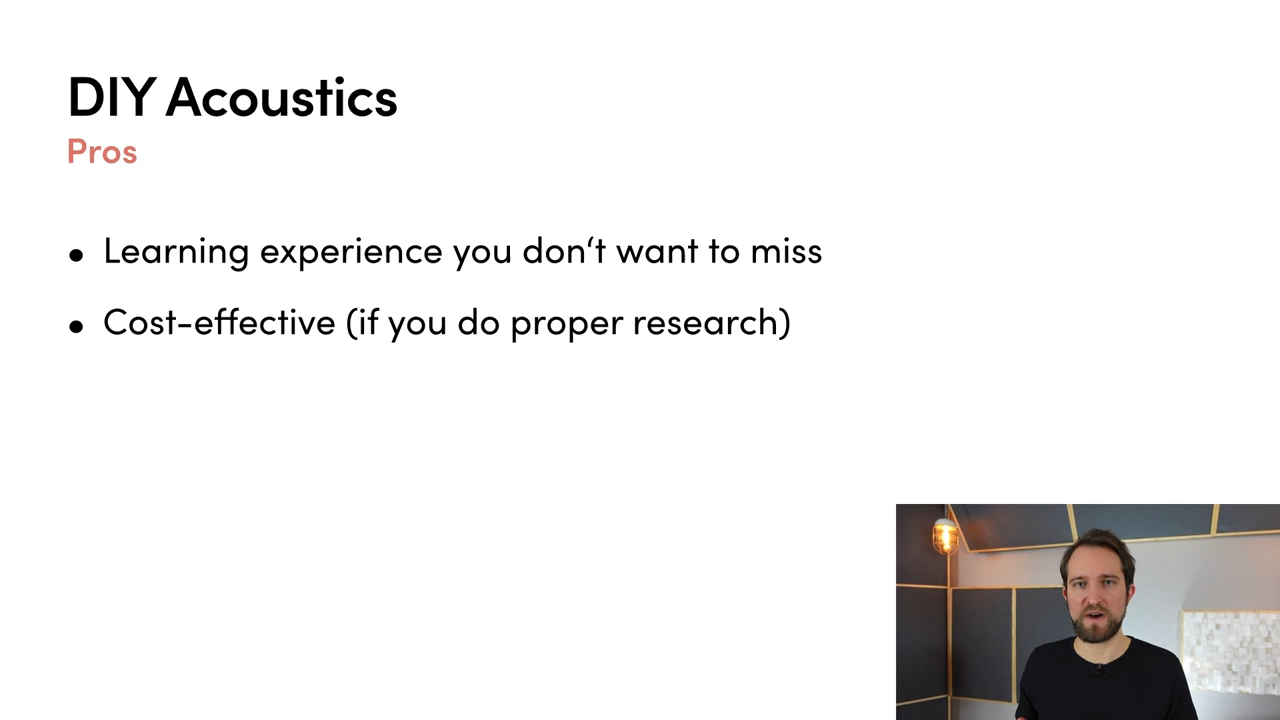 DIY Acoustics
Pros
• Learning experience you don‘t want to miss
• Cost-effective (if you do proper research)